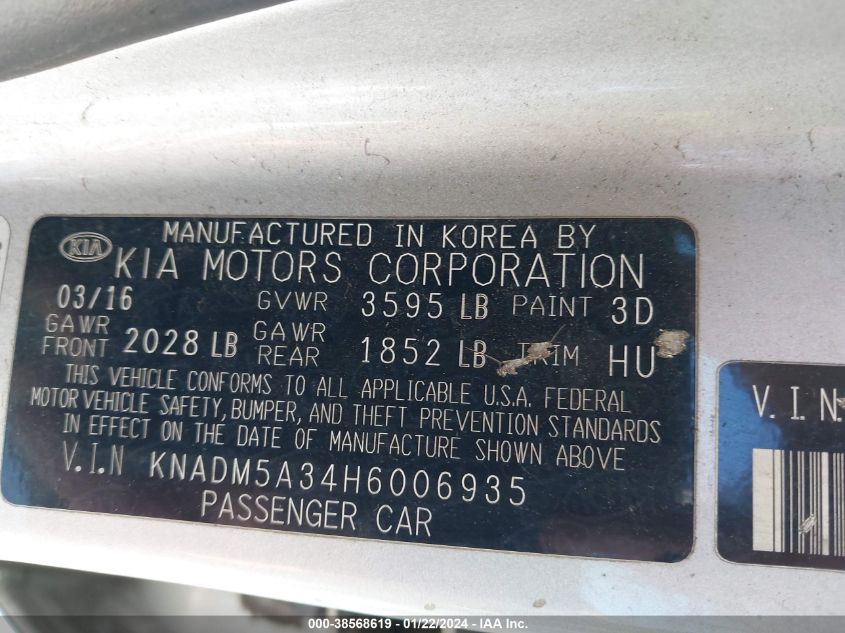 MANUFACTURED IN KOREA BY
KIA
KIA MOTORS CORPORATION
03/16 GVWR 3595 LB PAINT 3D
GAWR FRONT 2028 LB GAWR REAR 1852 LB TRIM HU
THIS VEHICLE CONFORMS TO ALL APPLICABLE U.S.A. FEDERAL
MOTOR VEHICLE SAFETY, BUMPER, AND THEFT PREVENTION STANDARDS
IN EFFECT ON THE DATE OF MANUFACTURE SHOWN ABOVE
V.I.N KNADM5A34H6006935
PASSENGER CAR
V.I.N
000-38568619 - 01/22/2024 - IAA Inc.